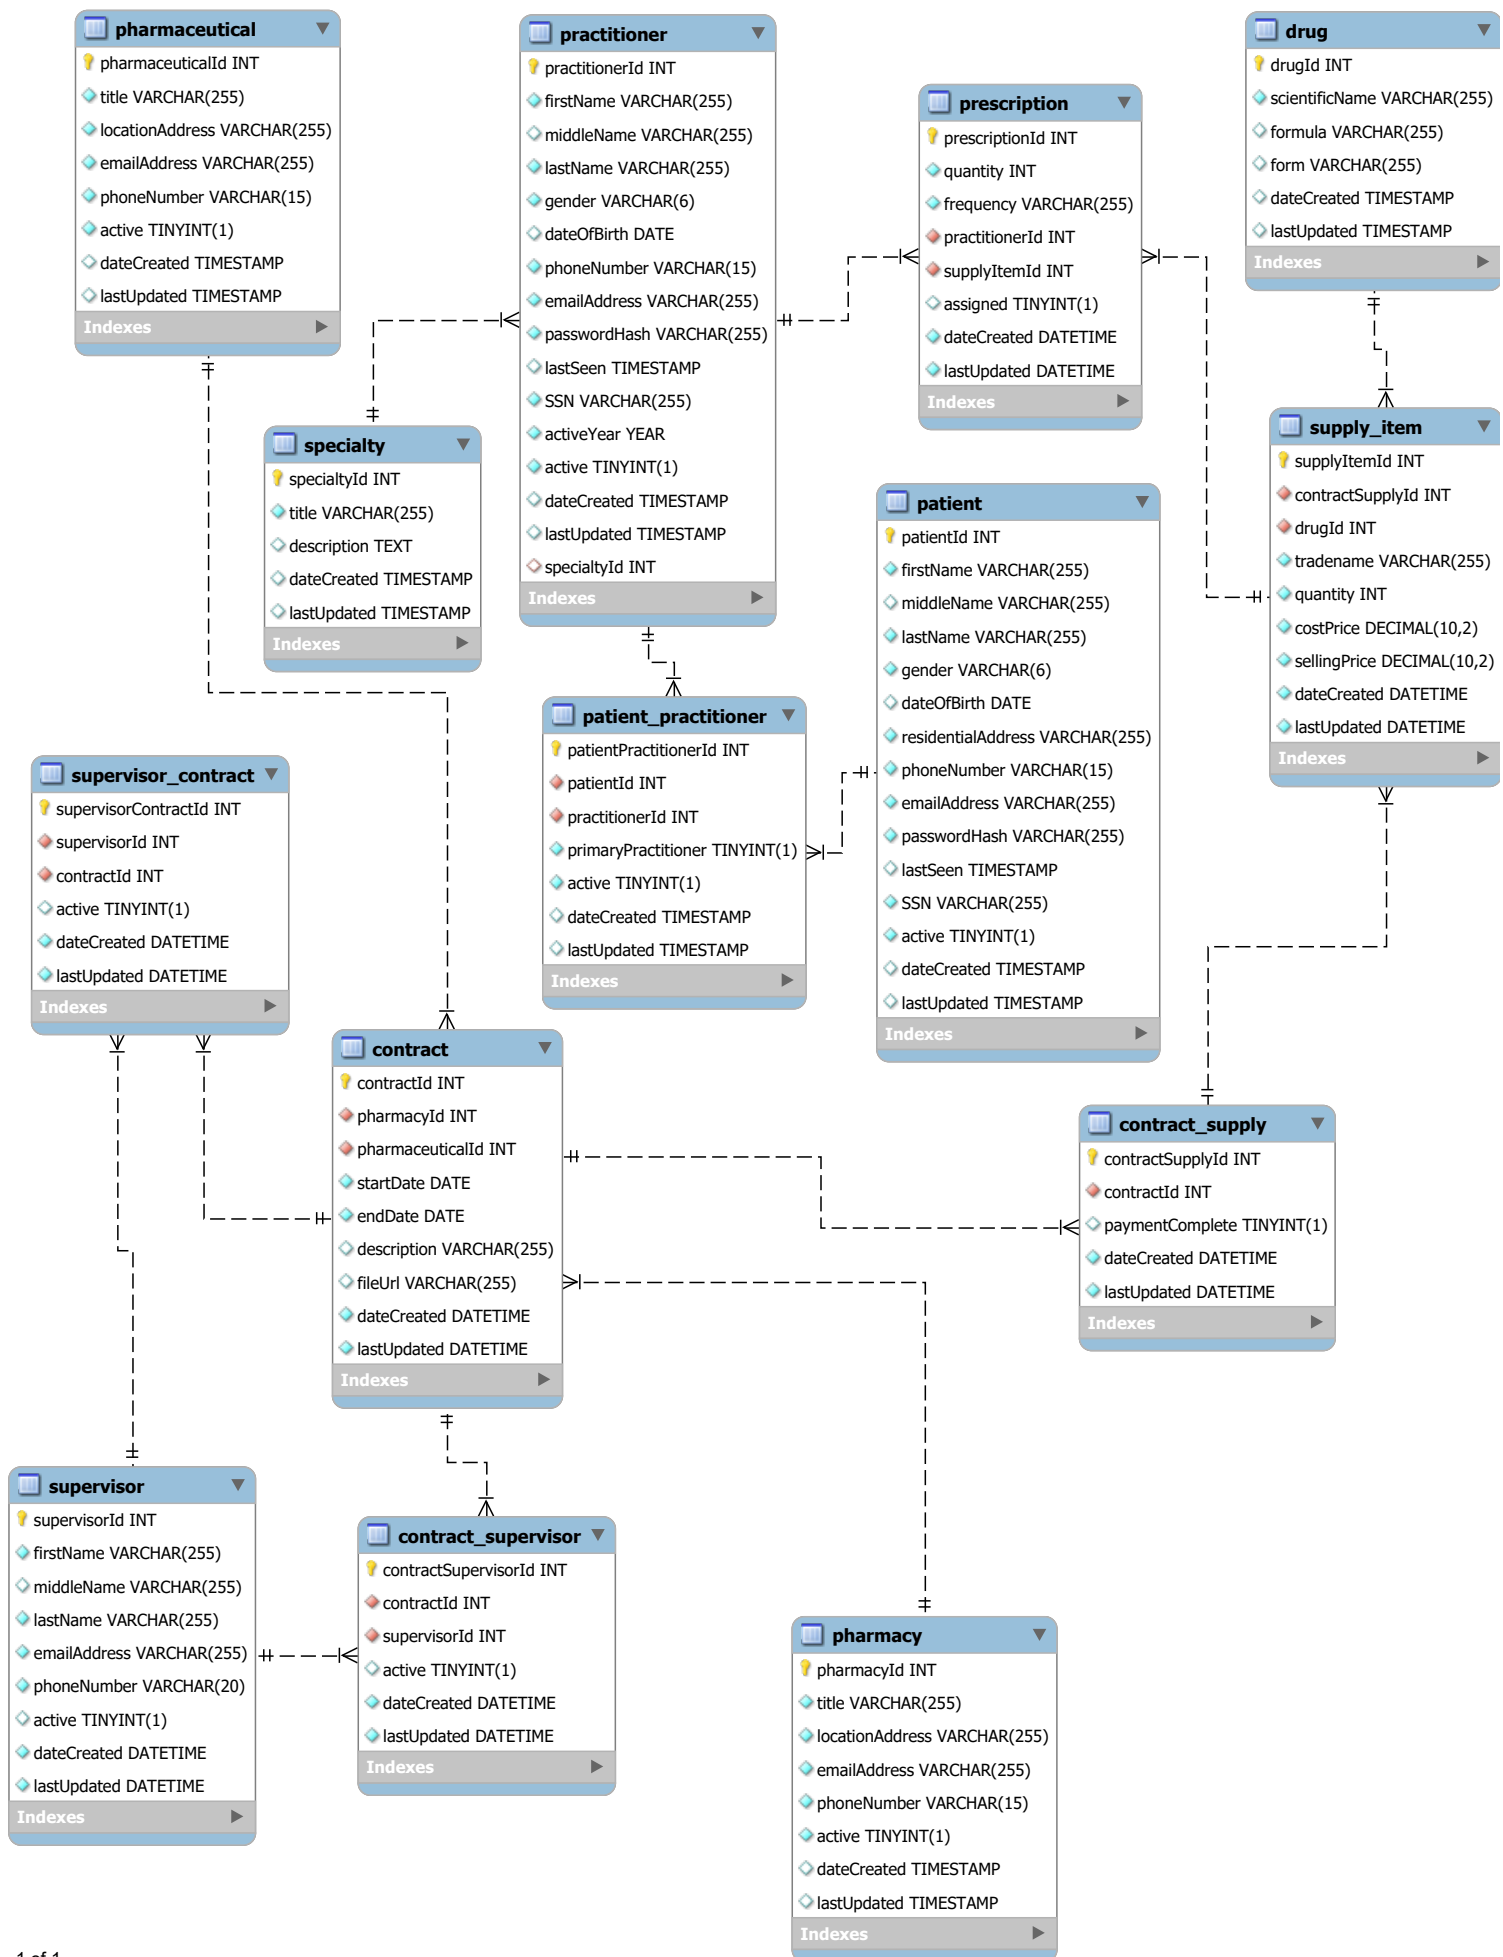 pharmaceutical
pharmaceuticalId INT
title VARCHAR(255)
locationAddress VARCHAR(255)
emailAddress VARCHAR(255)
phoneNumber VARCHAR(15)
active TINYINT(1)
dateCreated TIMESTAMP
lastUpdated TIMESTAMP
Indexes
practitioner
practitionerId INT
firstName VARCHAR(255)
middleName VARCHAR(255)
lastName VARCHAR(255)
gender VARCHAR(6)
dateOfBirth DATE
phoneNumber VARCHAR(15)
emailAddress VARCHAR(255)
passwordHash VARCHAR(255)
lastSeen TIMESTAMP
SSN VARCHAR(255)
activeYear YEAR
active TINYINT(1)
dateCreated TIMESTAMP
lastUpdated TIMESTAMP
specialtyId INT
Indexes
prescription
prescriptionId INT
quantity INT
frequency VARCHAR(255)
practitionerId INT
supplyItemId INT
assigned TINYINT(1)
dateCreated DATETIME
lastUpdated DATETIME
Indexes
drug
drugId INT
scientificName VARCHAR(255)
formula VARCHAR(255)
form VARCHAR(255)
dateCreated TIMESTAMP
lastUpdated TIMESTAMP
Indexes
specialty
specialtyId INT
title VARCHAR(255)
description TEXT
dateCreated TIMESTAMP
lastUpdated TIMESTAMP
Indexes
supply_item
supplyItemId INT
contractSupplyId INT
drugId INT
tradename VARCHAR(255)
quantity INT
costPrice DECIMAL(10,2)
sellingPrice DECIMAL(10,2)
dateCreated DATETIME
lastUpdated DATETIME
Indexes
patient
patientId INT
firstName VARCHAR(255)
middleName VARCHAR(255)
lastName VARCHAR(255)
gender VARCHAR(6)
dateOfBirth DATE
residentialAddress VARCHAR(255)
phoneNumber VARCHAR(15)
emailAddress VARCHAR(255)
passwordHash VARCHAR(255)
lastSeen TIMESTAMP
SSN VARCHAR(255)
active TINYINT(1)
dateCreated TIMESTAMP
lastUpdated TIMESTAMP
Indexes
patient_practitioner
patientPractitionerId INT
patientId INT
practitionerId INT
primaryPractitioner TINYINT(1)
active TINYINT(1)
dateCreated TIMESTAMP
lastUpdated TIMESTAMP
Indexes
supervisor_contract
supervisorContractId INT
supervisorId INT
contractId INT
active TINYINT(1)
dateCreated DATETIME
lastUpdated DATETIME
Indexes
contract
contractId INT
pharmacyId INT
pharmaceuticalId INT
startDate DATE
endDate DATE
description VARCHAR(255)
fileUrl VARCHAR(255)
dateCreated DATETIME
lastUpdated DATETIME
Indexes
contract_supply
contractSupplyId INT
contractId INT
paymentComplete TINYINT(1)
dateCreated DATETIME
lastUpdated DATETIME
Indexes
supervisor
supervisorId INT
firstName VARCHAR(255)
middleName VARCHAR(255)
lastName VARCHAR(255)
emailAddress VARCHAR(255)
phoneNumber VARCHAR(20)
active TINYINT(1)
dateCreated DATETIME
lastUpdated DATETIME
Indexes
contract_supervisor
contractSupervisorId INT
contractId INT
supervisorId INT
active TINYINT(1)
dateCreated DATETIME
lastUpdated DATETIME
Indexes
pharmacy
pharmacyId INT
title VARCHAR(255)
locationAddress VARCHAR(255)
emailAddress VARCHAR(255)
phoneNumber VARCHAR(15)
active TINYINT(1)
dateCreated TIMESTAMP
lastUpdated TIMESTAMP
Indexes
1 of 1